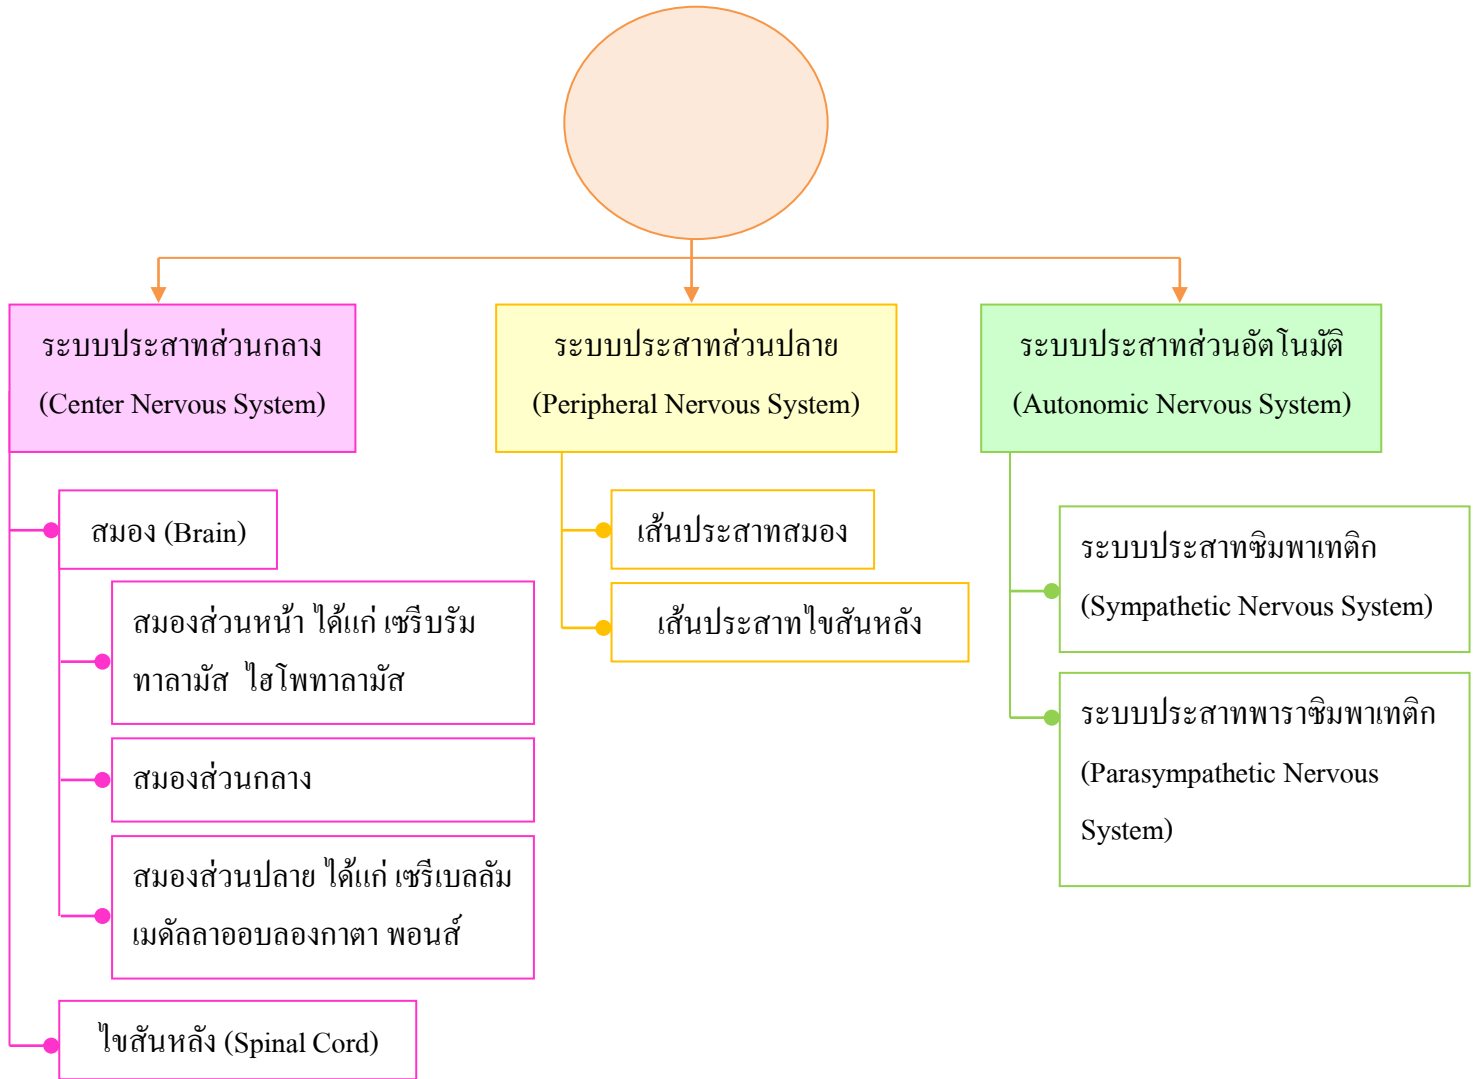 ระบบประสาทส่วนกลาง
(Center Nervous System)
สมอง (Brain)
สมองส่วนหน้า ได้แก่ เซรีบรัม
ทาลามัส ไฮโพทาลามัส
สมองส่วนกลาง
สมองส่วนปลาย ได้แก่ เซรีเบลลัม
เมดัลลาออบลองกาตา พอนส์
ไขสันหลัง (Spinal Cord)
ระบบประสาทส่วนปลาย
(Peripheral Nervous System)
เส้นประสาทสมอง
เส้นประสาทไขสันหลัง
ระบบประสาทส่วนอัตโนมัติ
(Autonomic Nervous System)
ระบบประสาทซิมพาเทติก
(Sympathetic Nervous System)
ระบบประสาทพาราซิมพาเทติก
(Parasympathetic Nervous
System)